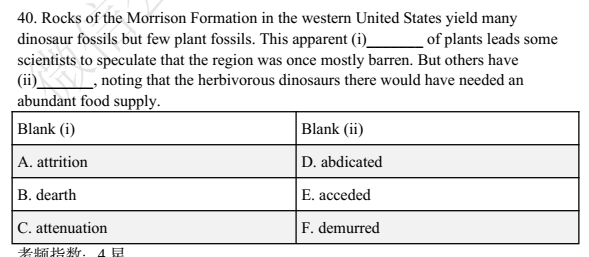 40. Rocks of the Morrison Formation in the western United States yield many
dinosaur fossils but few plant fossils. This apparent (i)________ of plants leads some
scientists to speculate that the region was once mostly barren. But others have
(ii)_______, noting that the herbivorous dinosaurs there would have needed an
abundant food supply.
Blank (i) Blank (ii)
A. attrition D. abdicated
B. dearth E. acceded
C. attenuation F. demurred
考频指数：4 星